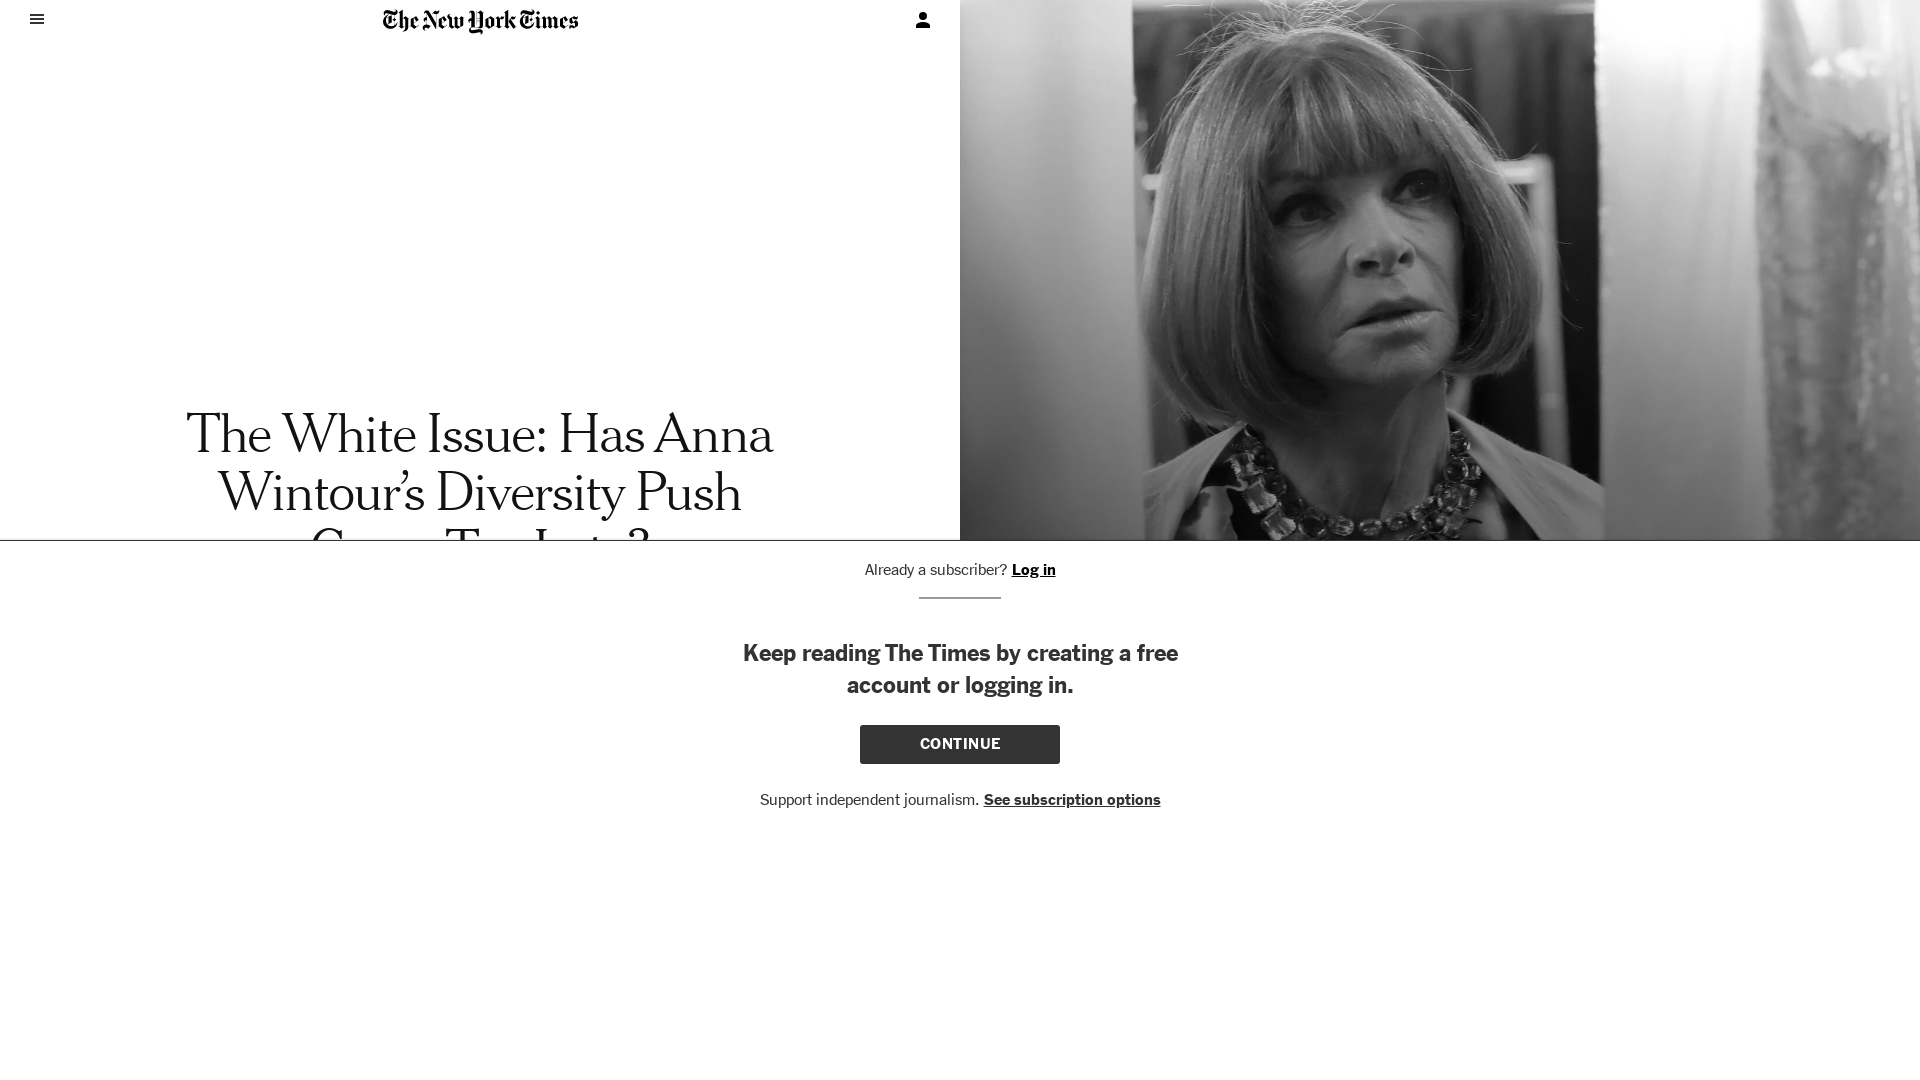 The New York Times
The White Issue: Has Anna
Wintour’s Diversity Push
Already a subscriber? Log in
Keep reading The Times by creating a free
account or logging in.
CONTINUE
Support independent journalism. See subscription options